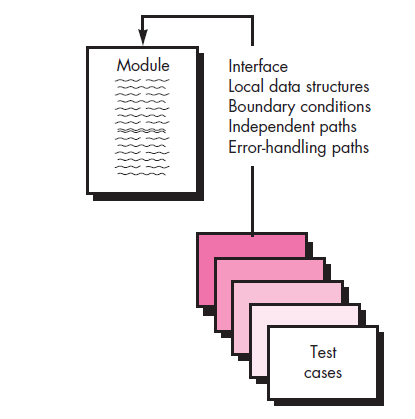 Module
Interface
Local data structures
Boundary conditions
Independent paths
Error-handling paths
Test
cases